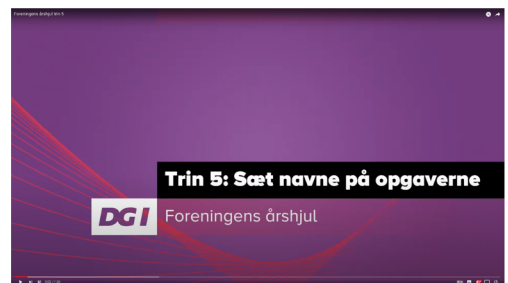 Foreningens årshjul trin 5
Trin 5: Sæt navne på opgaverne
DGI
Foreningens årshjul